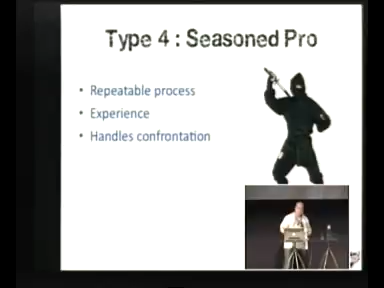 Type 4 : Seasoned Pro
• Repeatable process
• Experience
• Handles confrontation